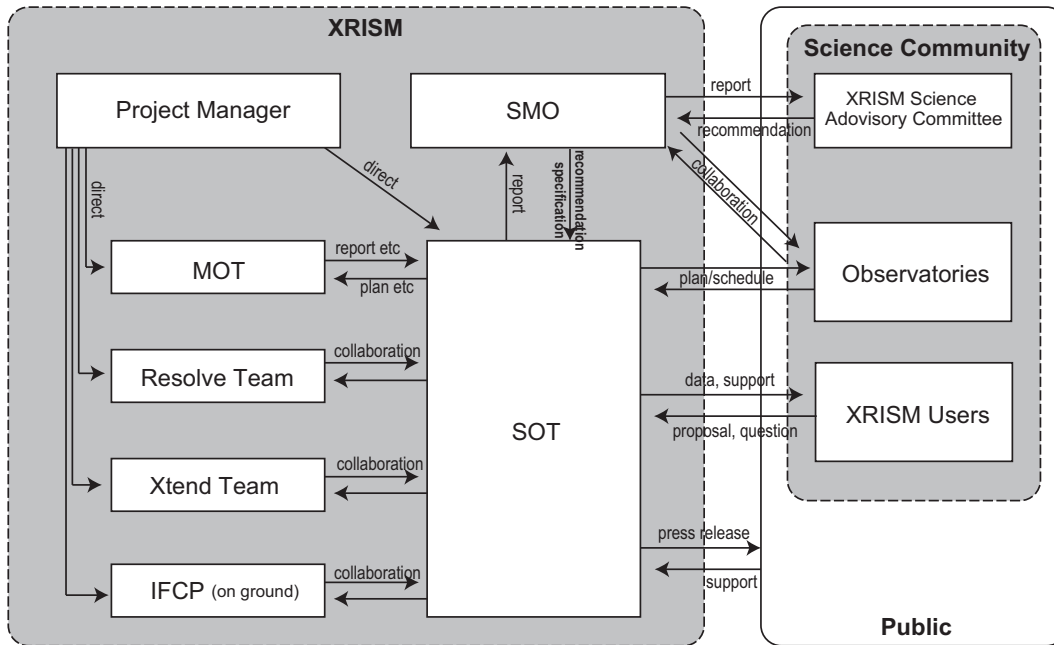 XRISM
Project Manager
SMO
direct
direct
report
recommendation
specification
MOT
report etc
plan etc
Resolve Team
collaboration
SOT
Xtend Team
collaboration
IFCP (on ground)
collaboration
report
recommendation
collaboration
plan/schedule
data, support
proposal, question
press release
support
Science Community
XRISM Science
Adovisory Committee
Observatories
XRISM Users
Public